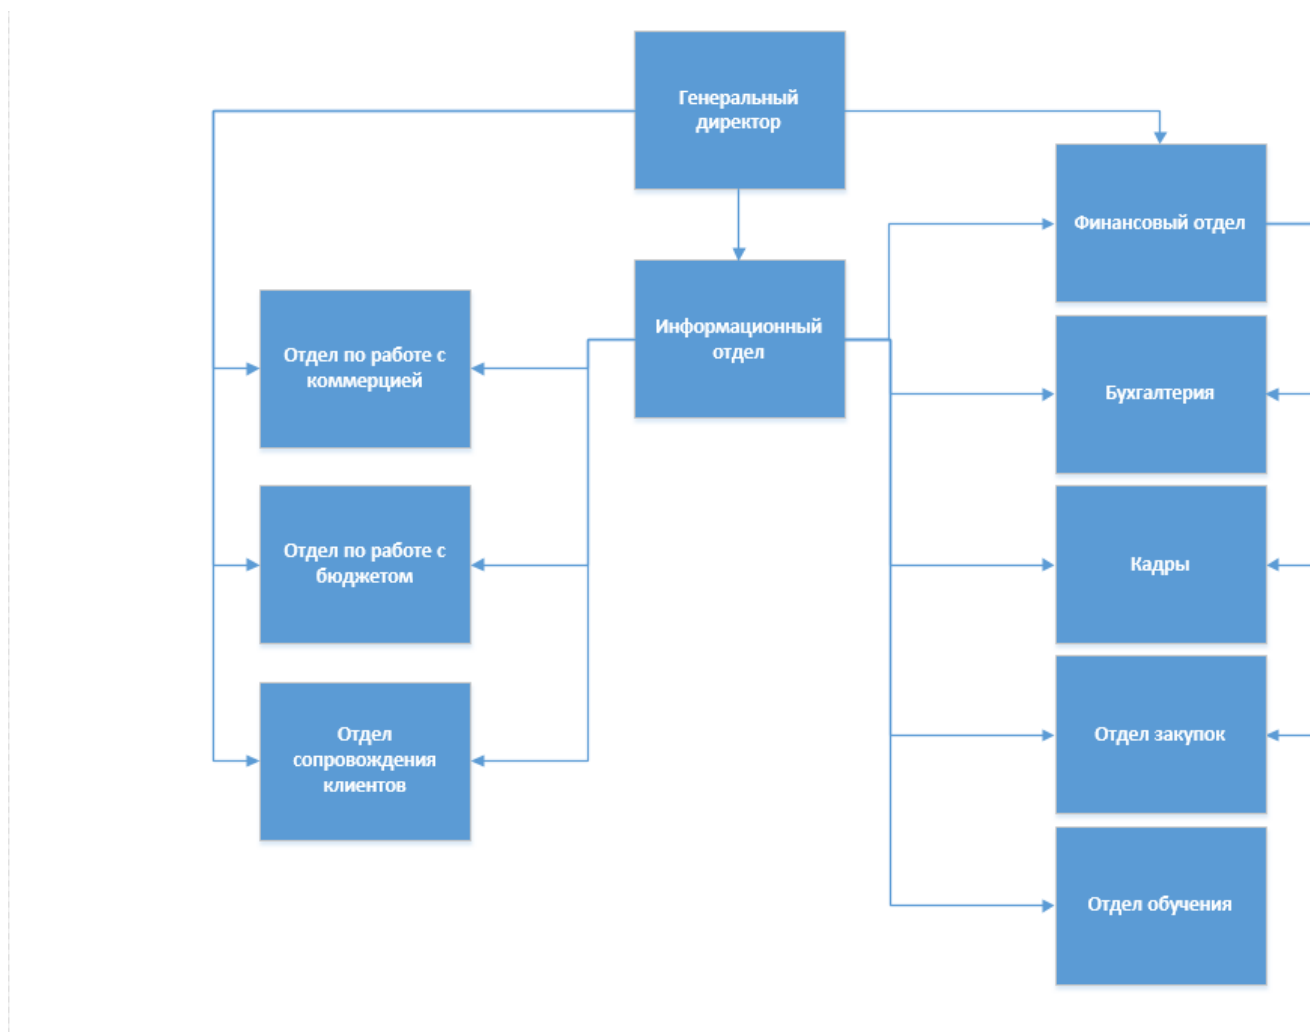 Генеральный
директор
Финансовый отдел
Информационный
отдел
Отдел по работе с
коммерцией
Бухгалтерия
Отдел по работе с
бюджетом
Кадры
Отдел
сопровождения
клиентов
Отдел закупок
Отдел обучения